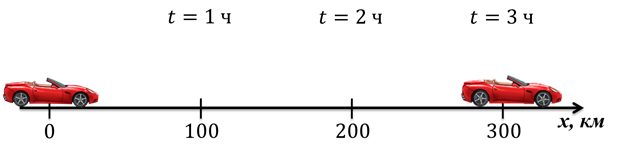 t = 1 ч t = 2 ч t = 3 ч
0 100 200 300 x, км